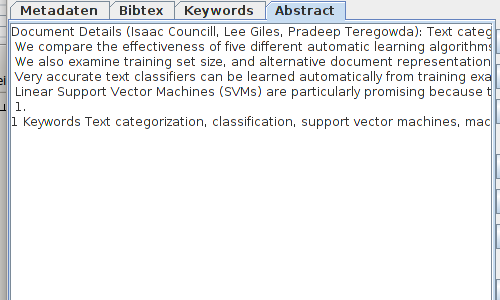 Metadaten Bibtex Keywords Abstract
Document Details (Isaac Councill, Lee Giles, Pradeep Teregowda): Text categ
We compare the effectiveness of five different automatic learning algorithms
We also examine training set size, and alternative document representation
Very accurate text classifiers can be learned automatically from training exa
Linear Support Vector Machines (SVMs) are particularly promising because t
1.
1 Keywords Text categorization, classification, support vector machines, mac